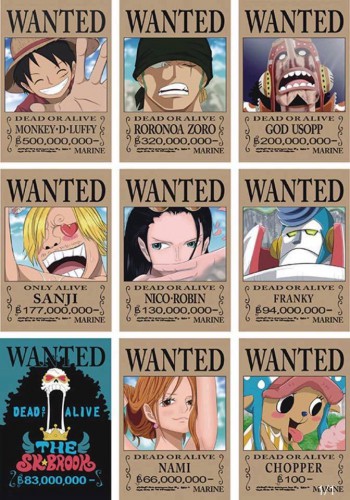 WANTED
DEAD OR ALIVE
MONKEY•D•LUFFY
฿500,000,000-
MARINE
WANTED
DEAD OR ALIVE
RORONOA ZORO
฿320,000,000-
MARINE
WANTED
DEAD OR ALIVE
GOD USOPP
฿200,000,000-
MARINE
WANTED
ONLY ALIVE
SANJI
฿177,000,000-
MARINE
WANTED
DEAD OR ALIVE
NICO•ROBIN
฿130,000,000-
MARINE
WANTED
DEAD OR ALIVE
FRANKY
฿94,000,000-
MARINE
WANTED
DEAD ALIVE
THE
฿83,000,000-
WANTED
DEAD OR ALIVE
NAMI
฿66,000,000-
MARINE
WANTED
DEAD OR ALIVE
CHOPPER
฿100-